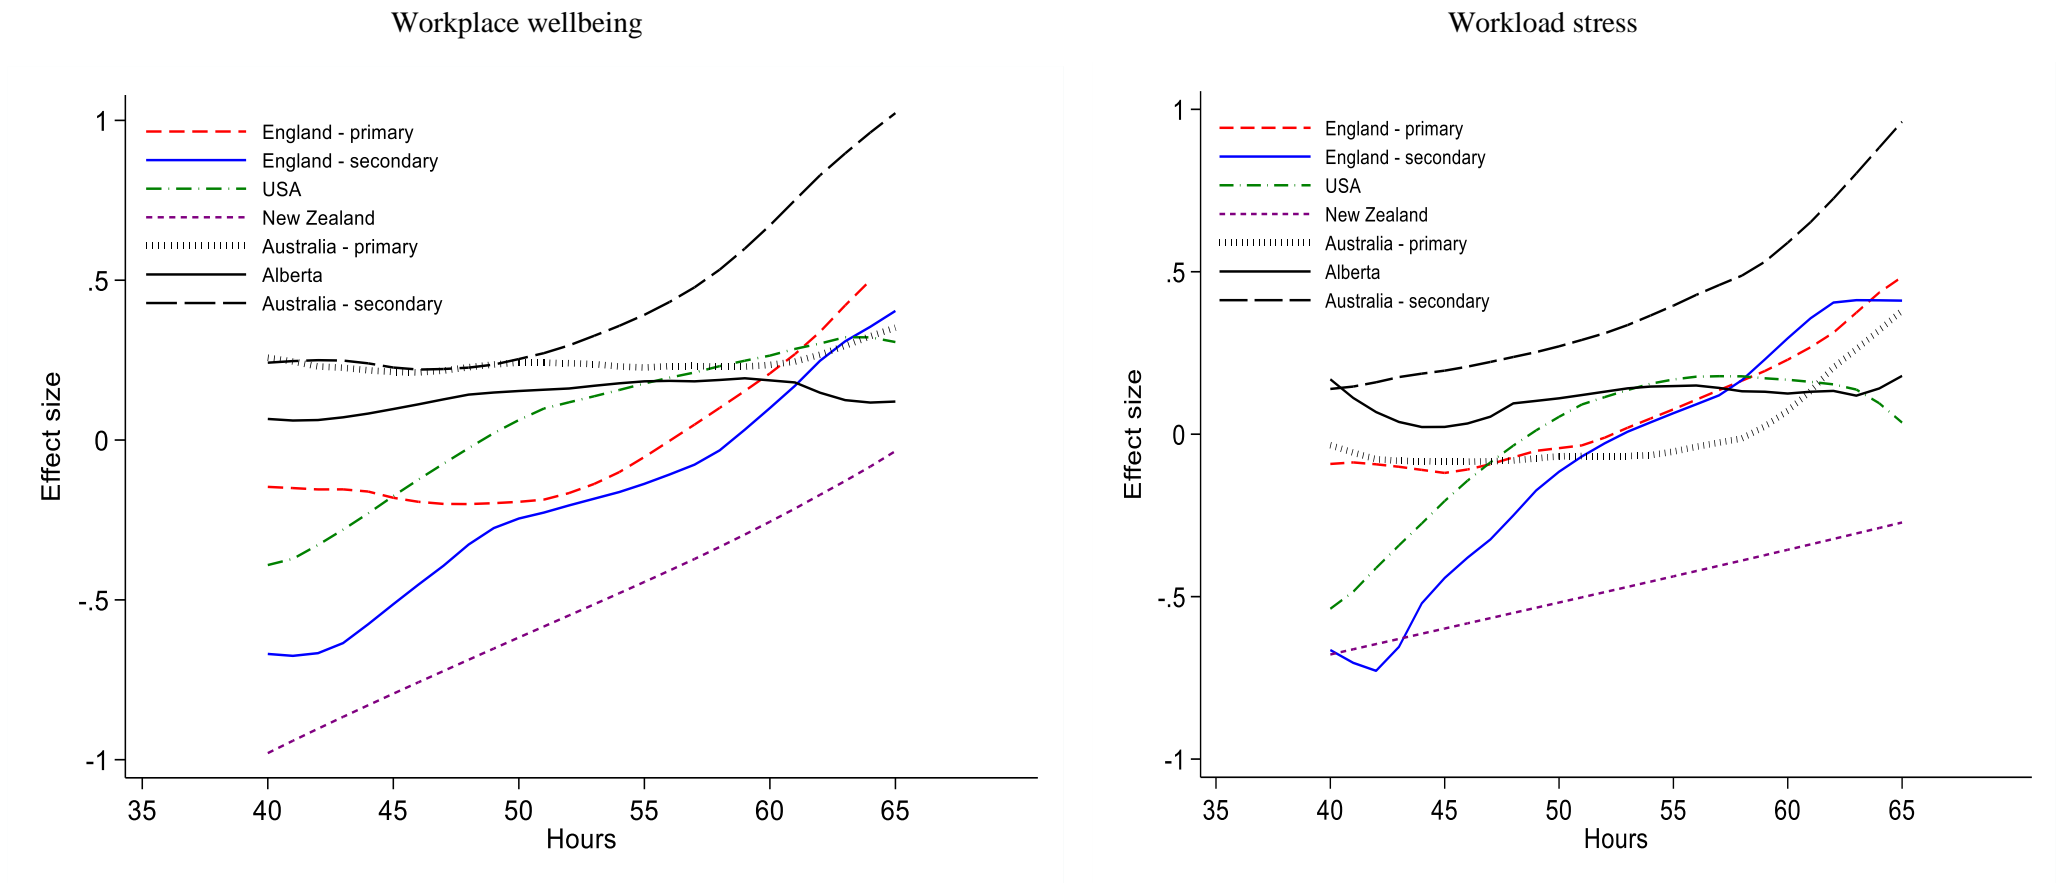 Workplace wellbeing
1
.5
0
-.5
-1
Effect size
England - primary
England - secondary
USA
New Zealand
Australia - primary
Alberta
Australia - secondary
35 40 45 50 55 60 65
Hours
Workload stress
1
.5
0
-.5
-1
Effect size
England - primary
England - secondary
USA
New Zealand
Australia - primary
Alberta
Australia - secondary
35 40 45 50 55 60 65
Hours